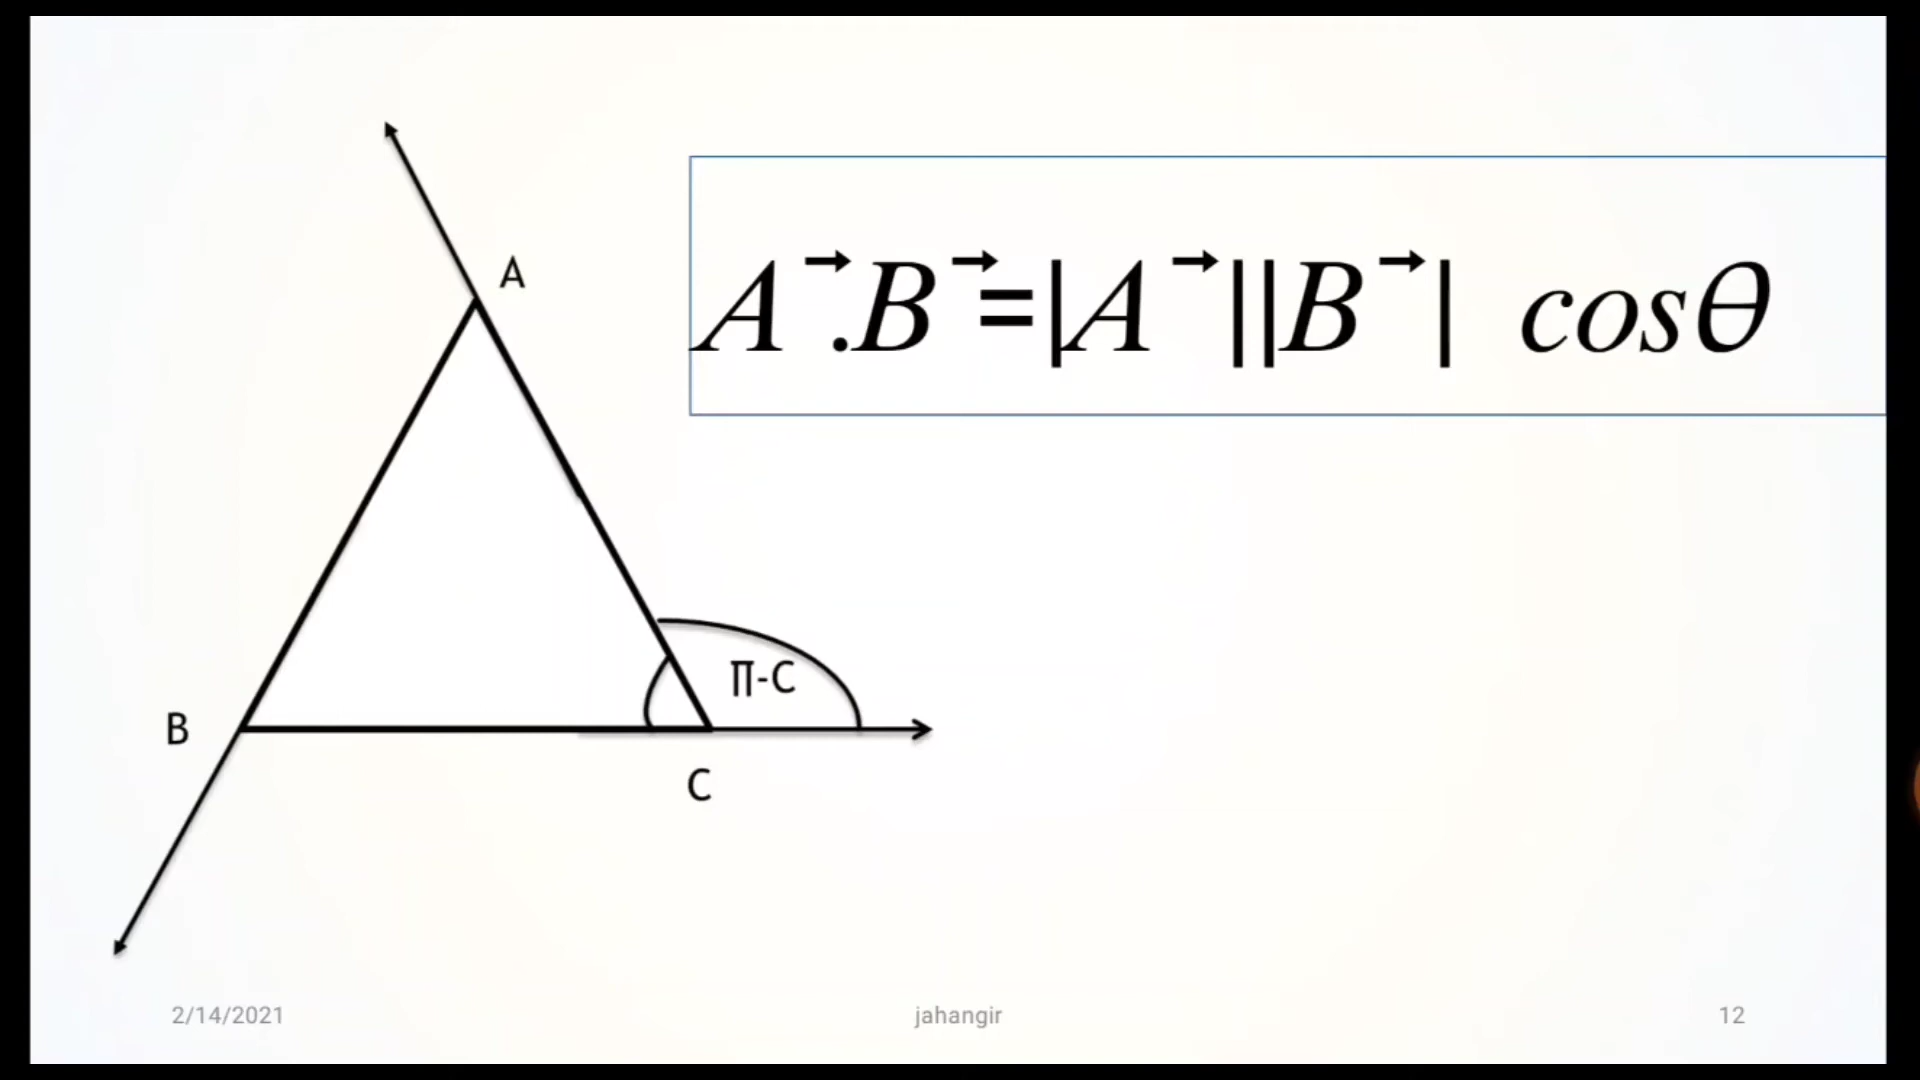 A
A⃗.B⃗=|A⃗||B⃗| cosθ
∏-C
B
C
2/14/2021
jahangir
12